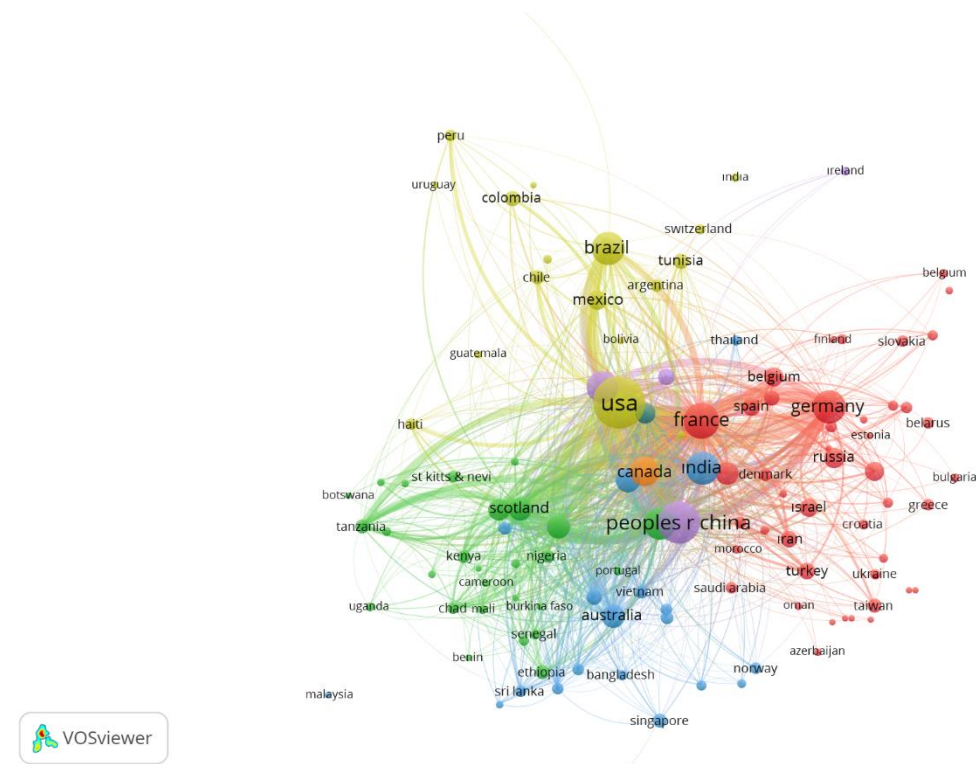 peru
ireland
india
uruguay
colombia
switzerland
brazil
tunisia
belgium
chile
argentina
mexico
bolivia
thailand
finland
slovakia
guatemala
belgium
usa
spain
germany
france
haiti
belarus
estonia
russia
canada
india
denmark
st kitts & nevi
bulgaria
botswana
scotland
israel
greece
tanzania
peoples r china
croatia
iran
morocco
kenya
nigeria
portugal
turkey
ukraine
cameroon
vietnam
saudi arabia
uganda
chad
mali
burkina faso
australia
oman
taiwan
senegal
azerbaijan
benin
ethiopia
bangladesh
norway
sri lanka
malaysia
singapore
VOSviewer